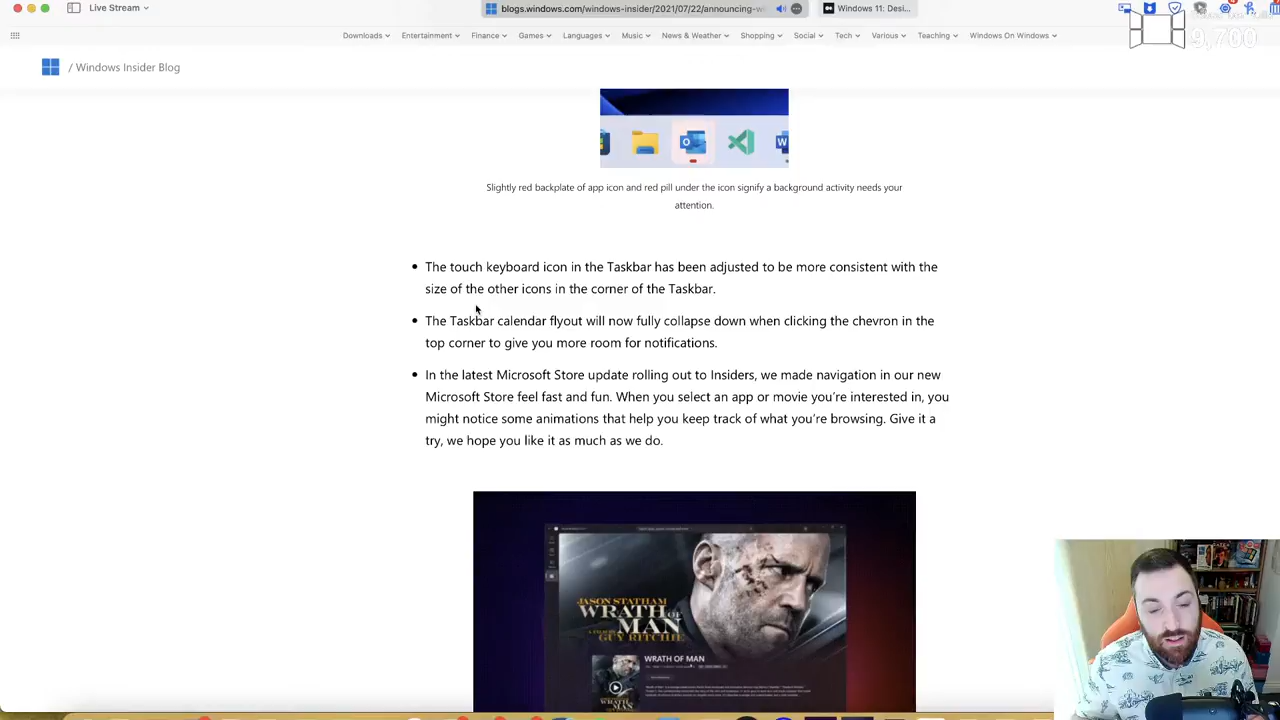 Live Stream
blogs.windows.com/windows-insider/2021/07/22/announcing-w
Windows 11: Des...
Downloads Entertainment Finance Games Languages Music News & Weather Shopping Social Tech Various Teaching Windows On Windows
9,700
/ Windows Insider Blog
Slightly red backplate of app icon and red pill under the icon signify a background activity needs your
attention.
• The touch keyboard icon in the Taskbar has been adjusted to be more consistent with the
size of the other icons in the corner of the Taskbar.
• The Taskbar calendar flyout will now fully collapse down when clicking the chevron in the
top corner to give you more room for notifications.
• In the latest Microsoft Store update rolling out to Insiders, we made navigation in our new
Microsoft Store feel fast and fun. When you select an app or movie you're interested in, you
might notice some animations that help you keep track of what you're browsing. Give it a
try, we hope you like it as much as we do.
JASON STATHAM
WRATH OF
MAN
A FILM BY GUY RITCHIE
WRATH OF MAN